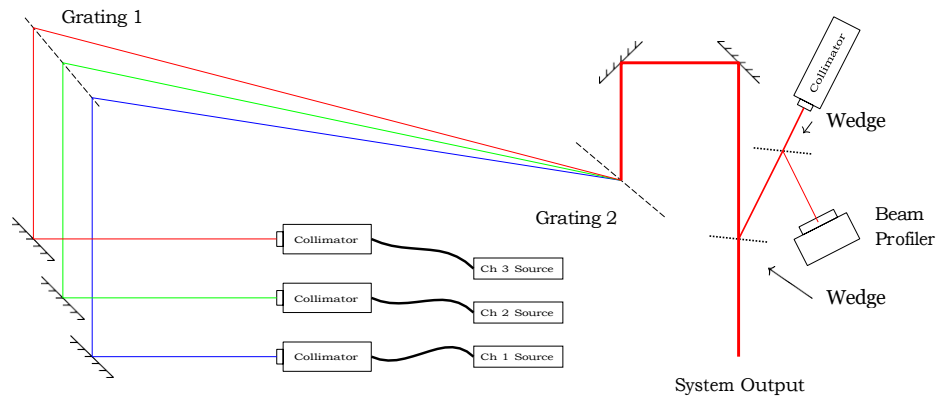 Grating 1
Collimator
Wedge
Grating 2
Beam
Profiler
Collimator
Ch 3 Source
Wedge
Collimator
Ch 2 Source
Collimator
Ch 1 Source
System Output